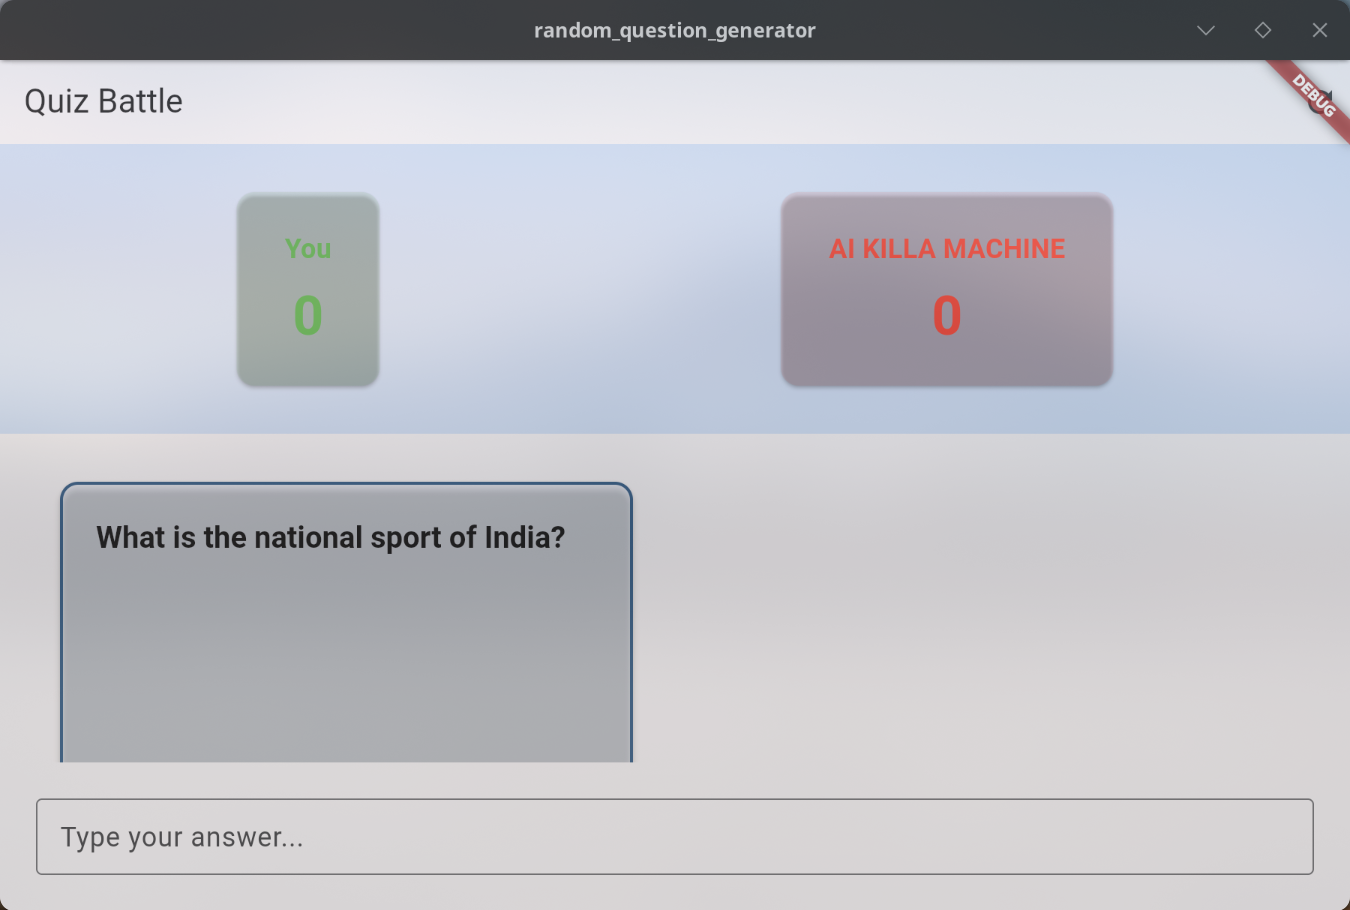 random_question_generator
Quiz Battle
DEBUG
You
AI KILLA MACHINE
0
0
What is the national sport of India?
Type your answer...